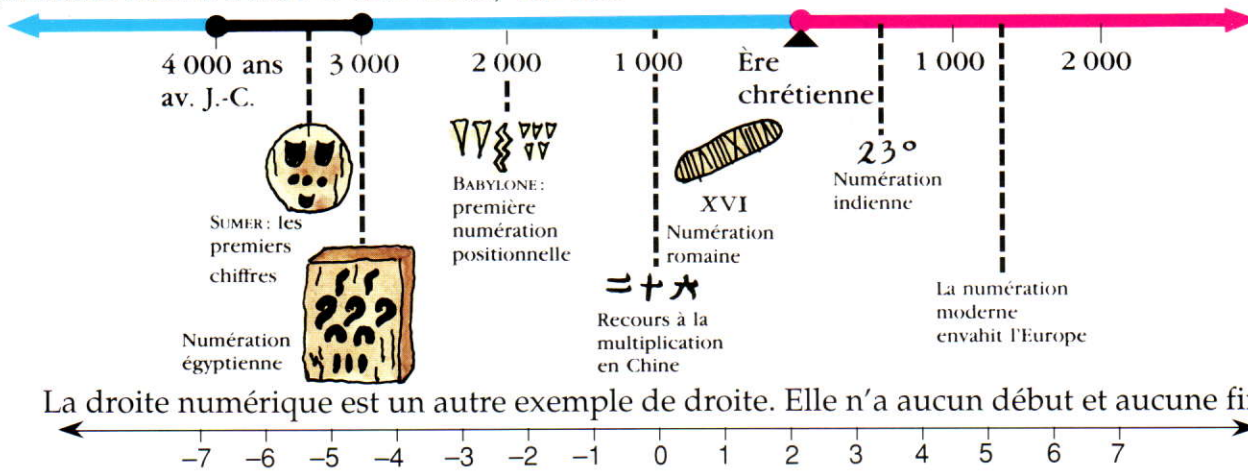 4 000 ans
av. J.-C.
3 000
2 000
1 000
Ère
chrétienne
1 000
2 000
SUMER : les
premiers
chiffres
Numération
égyptienne
BABYLONE :
première
numération
positionnelle
二十六
Recours à la
multiplication
en Chine
XVI
Numération
romaine
23°
Numération
indienne
La numération
moderne
envahit l'Europe
La droite numérique est un autre exemple de droite. Elle n'a aucun début et aucune fi
–7 –6 –5 –4 –3 –2 –1 0 1 2 3 4 5 6 7